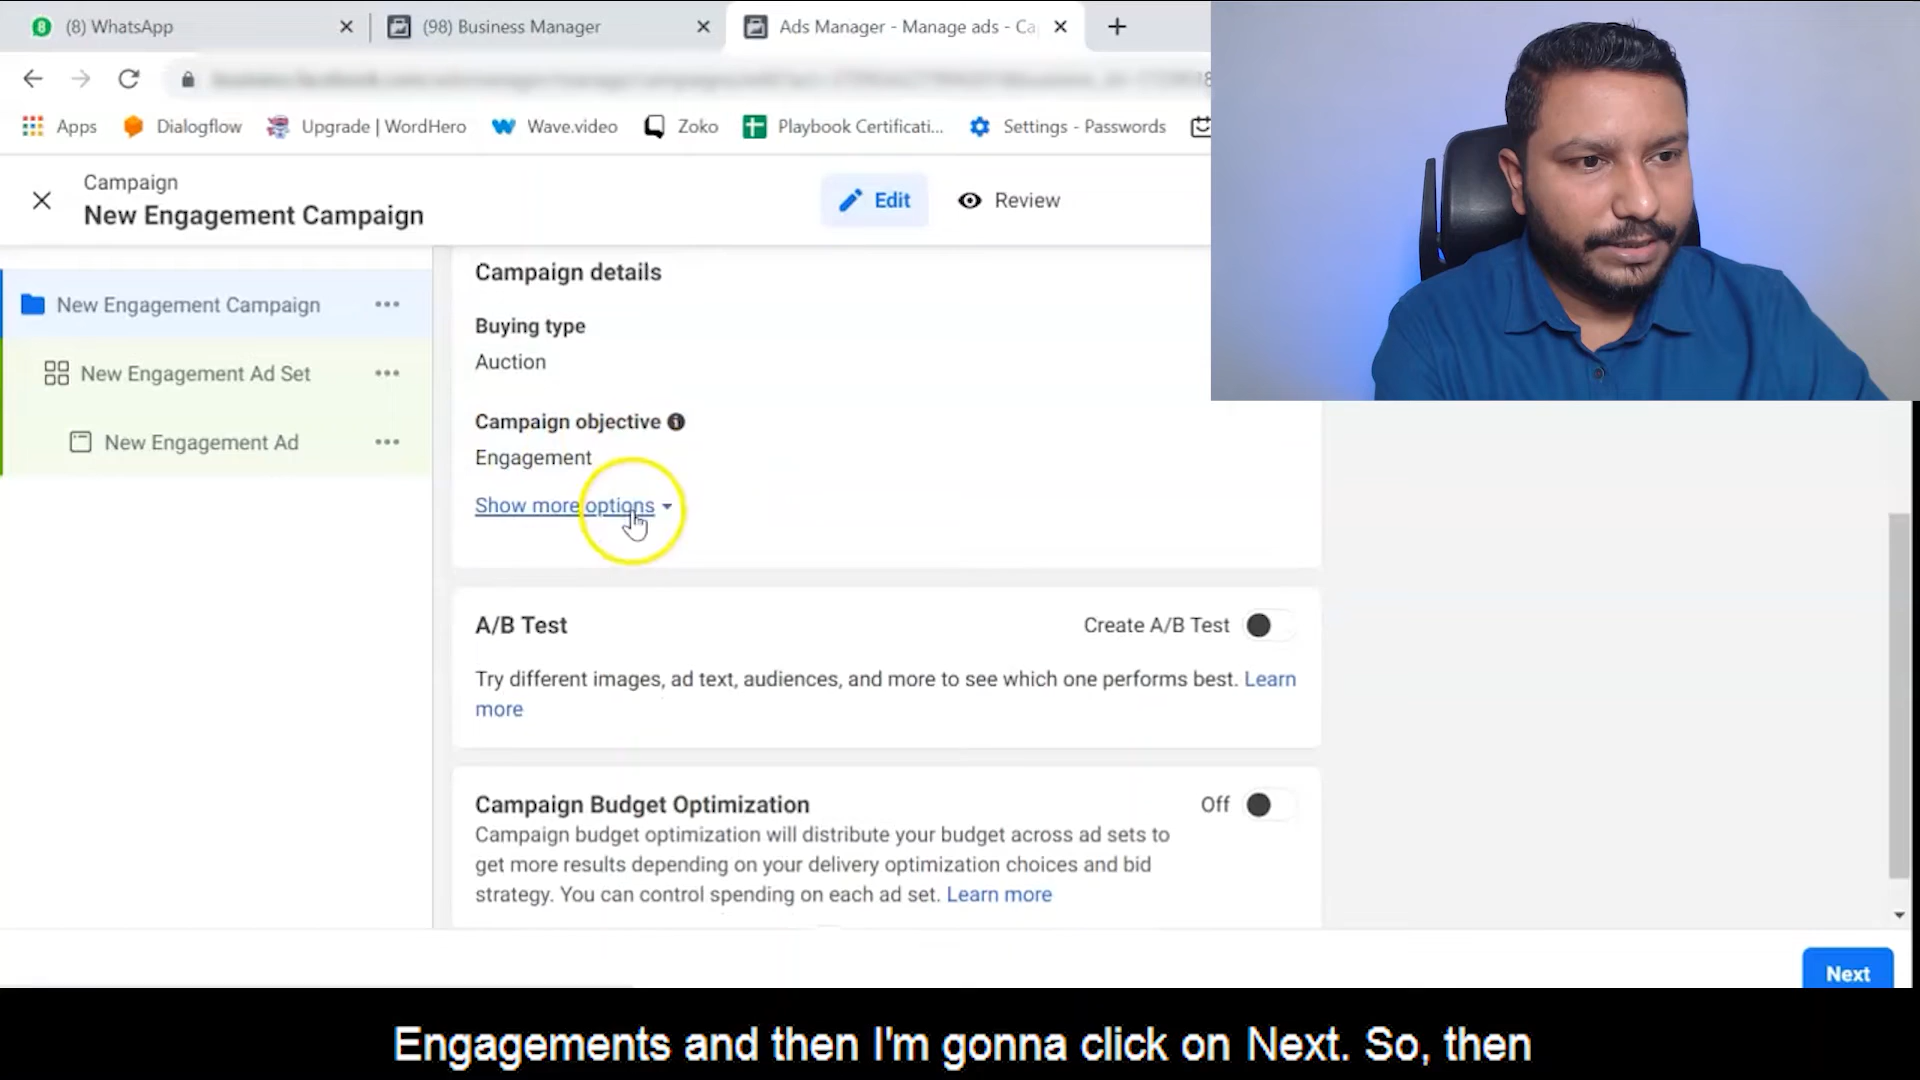 (8) WhatsApp
(98) Business Manager
Ads Manager - Manage ads - Ca
Apps
Dialogflow
Upgrade | WordHero
Wave.video
Zoko
Playbook Certificati...
Settings - Passwords
Campaign
New Engagement Campaign
Edit
Review
New Engagement Campaign
New Engagement Ad Set
New Engagement Ad
Campaign details
Buying type
Auction
Campaign objective
Engagement
Show more options
A/B Test
Create A/B Test
Try different images, ad text, audiences, and more to see which one performs best. Learn
more
Campaign Budget Optimization
Off
Campaign budget optimization will distribute your budget across ad sets to
get more results depending on your delivery optimization choices and bid
strategy. You can control spending on each ad set. Learn more
Next
Engagements and then I'm gonna click on Next. So, then